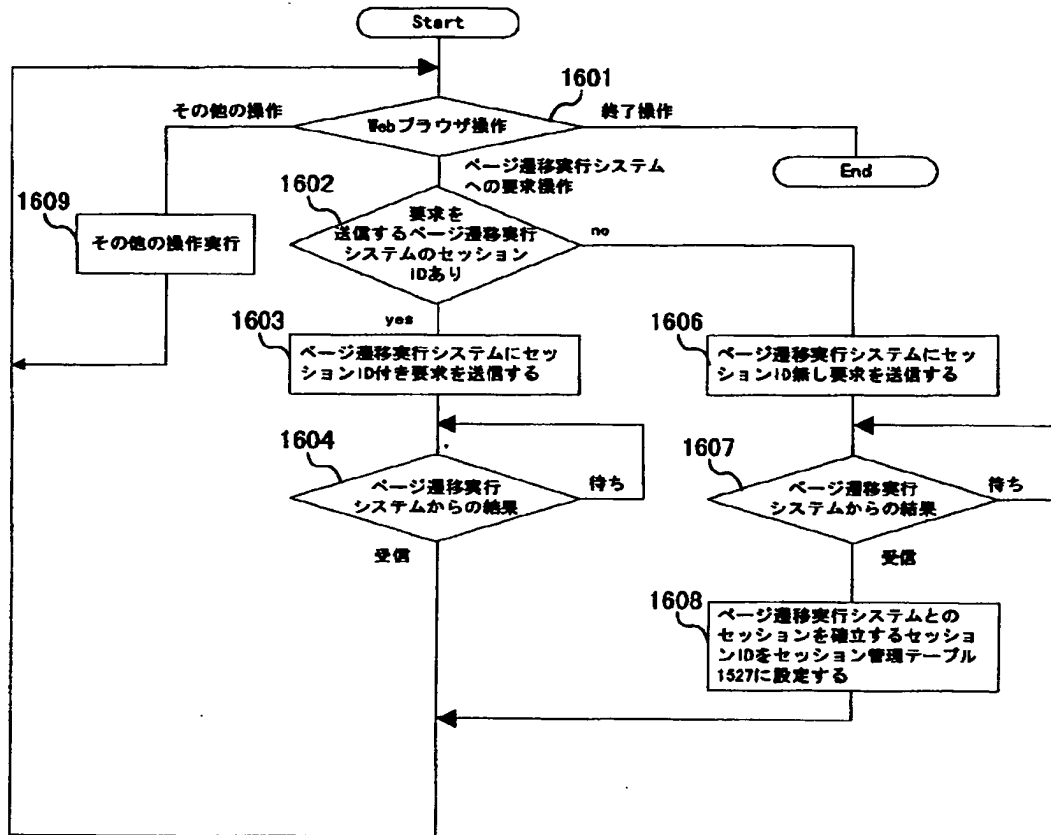 Start
1601
その他の操作
Webブラウザ操作
終了操作
End
ページ遷移実行システム
への要求操作
1602
要求を
送信するページ遷移実行
システムのセッション
IDあり
no
1609
その他の操作実行
yes
1603
ページ遷移実行システムにセッ
ションID付き要求を送信する
1606
ページ遷移実行システムにセッ
ションID無し要求を送信する
1604
ページ遷移実行
システムからの結果
待ち
受信
1607
ページ遷移実行
システムからの結果
待ち
受信
1608
ページ遷移実行システムとの
セッションを確立するセッショ
ンIDをセッション管理テーブル
1527に設定する